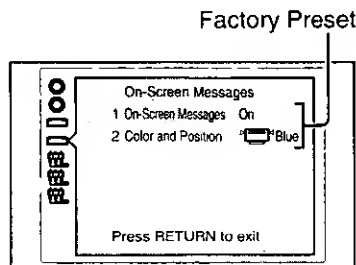 Factory Preset
On-Screen Messages
1 On-Screen Messages On
2 Color and Position Blue
Press RETURN to exit